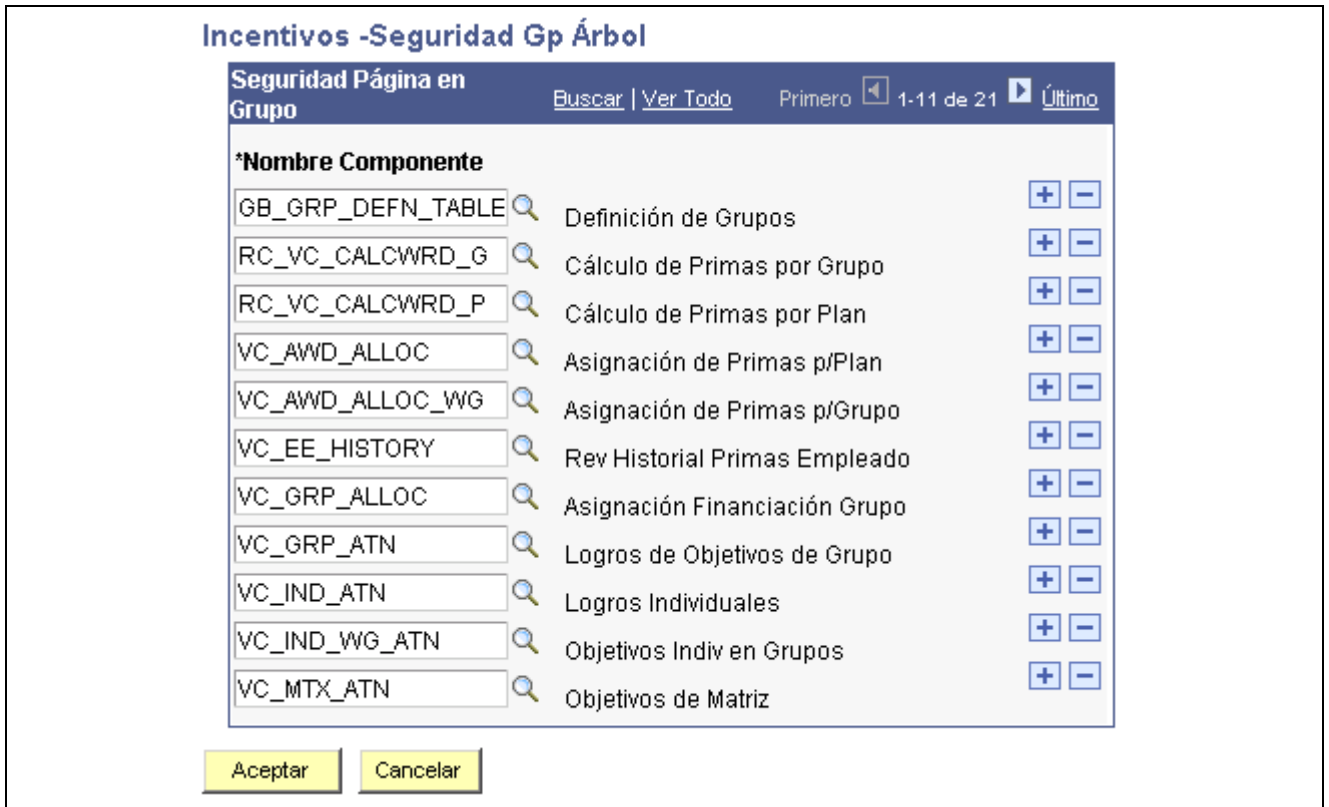 Incentivos -Seguridad Gp Árbol
Seguridad Página en Grupo Buscar | Ver Todo Primero 1-11 de 21 Último
*Nombre Componente
GB_GRP_DEFN_TABLE Definición de Grupos
RC_VC_CALCWRD_G Cálculo de Primas por Grupo
RC_VC_CALCWRD_P Cálculo de Primas por Plan
VC_AWD_ALLOC Asignación de Primas p/Plan
VC_AWD_ALLOC_WG Asignación de Primas p/Grupo
VC_EE_HISTORY Rev Historial Primas Empleado
VC_GRP_ALLOC Asignación Financiación Grupo
VC_GRP_ATN Logros de Objetivos de Grupo
VC_IND_ATN Logros Individuales
VC_IND_WG_ATN Objetivos Indiv en Grupos
VC_MTX_ATN Objetivos de Matriz
Aceptar Cancelar